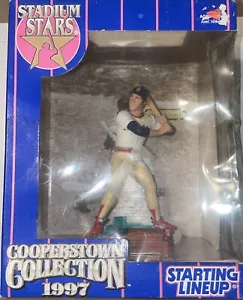 STADIUM
STARS
COOPERSTOWN
COLLECTION
1997
STARTING
LINEUP